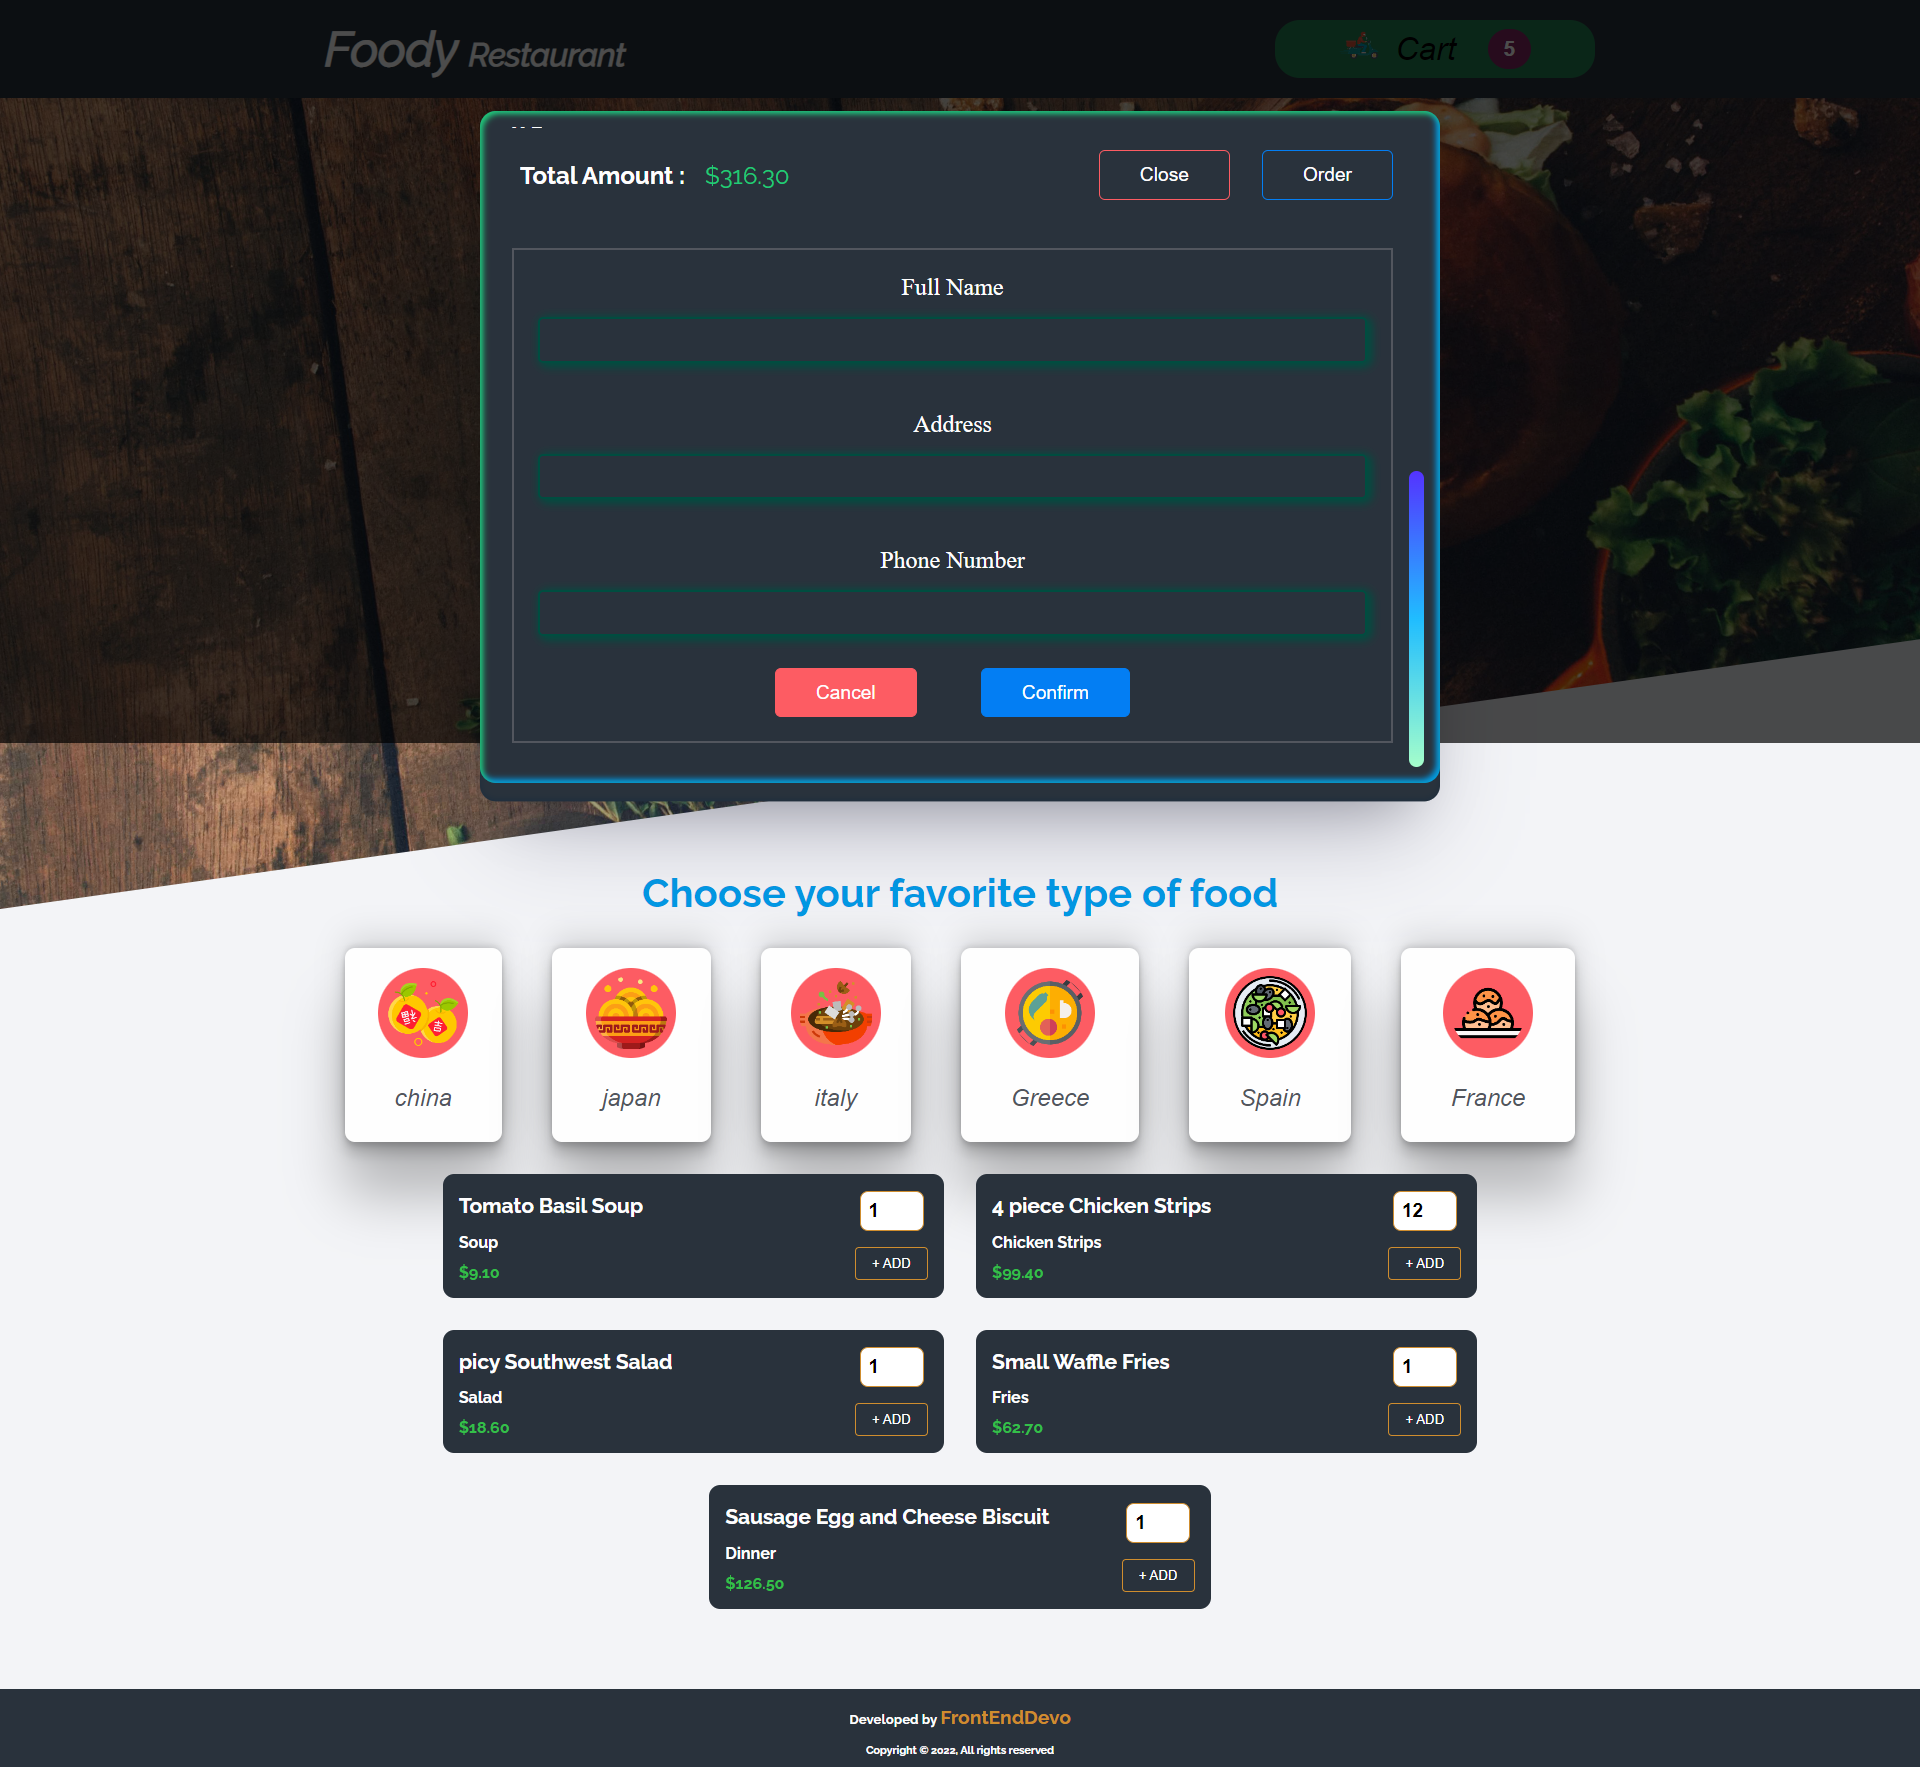 Foody Restaurant
Cart 5
Total Amount : $316.30
Close
Order
Full Name
Address
Phone Number
Cancel
Confirm
Choose your favorite type of food
china
japan
italy
Greece
Spain
France
Tomato Basil Soup
1
Soup
$9.10
+ ADD
4 piece Chicken Strips
12
Chicken Strips
$99.40
+ ADD
picy Southwest Salad
1
Salad
$18.60
+ ADD
Small Waffle Fries
1
Fries
$62.70
+ ADD
Sausage Egg and Cheese Biscuit
1
Dinner
$126.50
+ ADD
Developed by FrontEndDevo
Copyright © 2022, All rights reserved